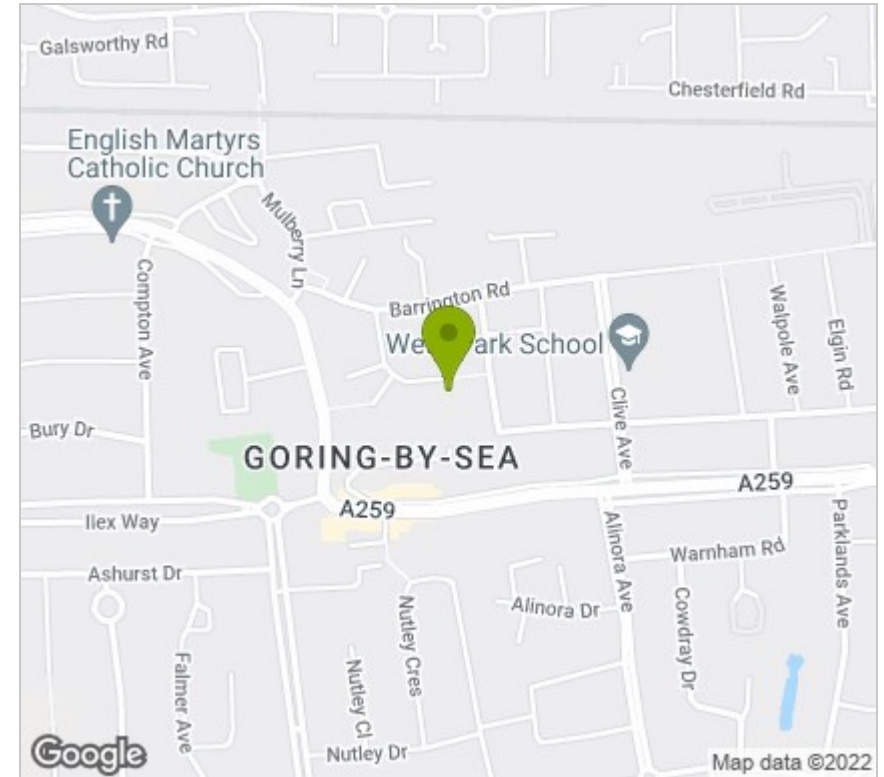 Galsworthy Rd
Chesterfield Rd
English Martyrs
Catholic Church
Mulberry Ln
Compton Ave
Barrington Rd
Park School
Walpole Ave
Elgin Rd
Clive Ave
Bury Dr
GORING-BY-SEA
A259
A259
Ilex Way
Ashurst Dr
Alinora Ave
Warnham Rd
Parklands Ave
Alinora Dr
Cowdray Dr
Nutley Cres
Falmer Ave
Nutley Cl
Nutley Dr
Google
Map data ©2022